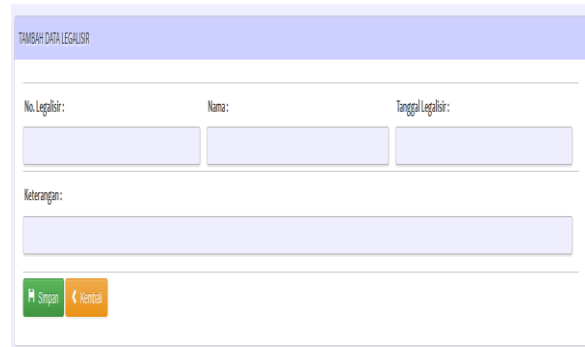 TAMBAH DATA LEGALISIR
No. Legalisir : Nama : Tanggal Legalisir :
Keterangan :
Simpan Kembali